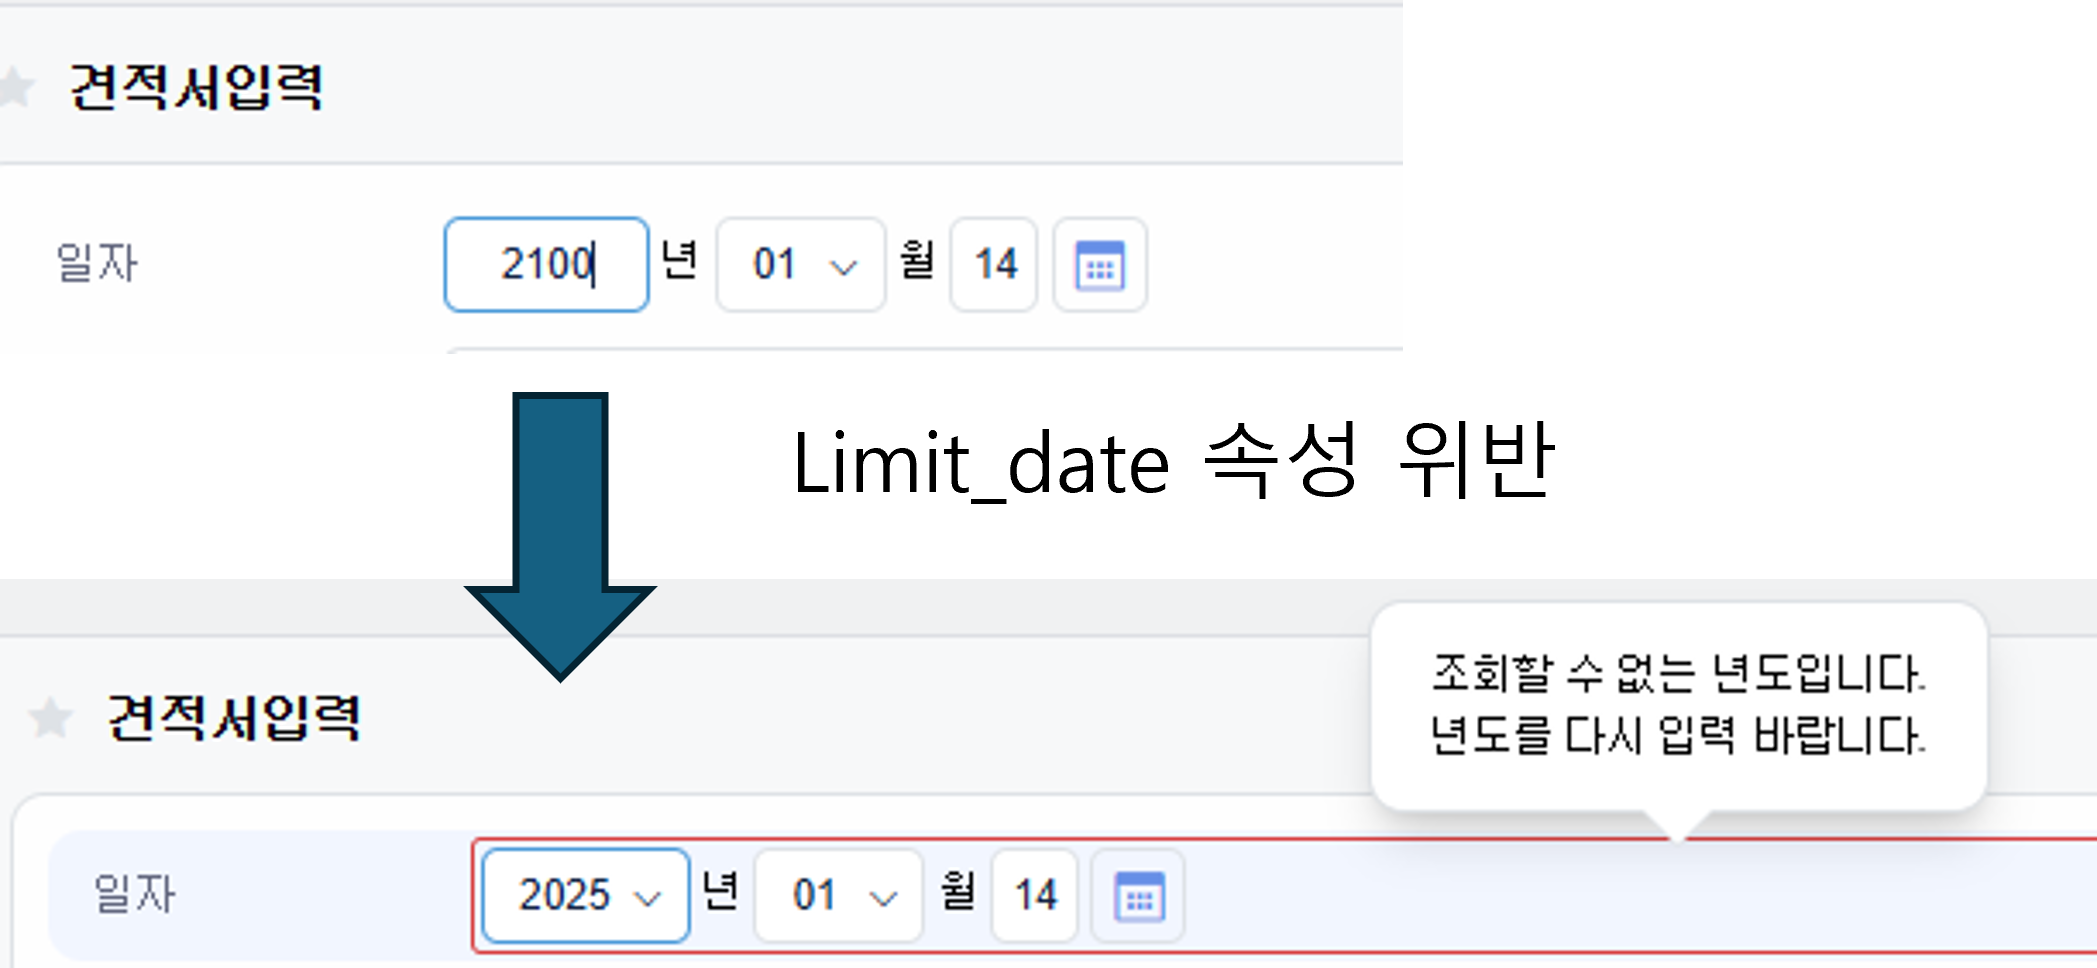 견적서입력
일자 2100 년 01 월 14
Limit_date 속성 위반
조회할 수 없는 년도입니다.
년도를 다시 입력 바랍니다.
견적서입력
일자 2025 년 01 월 14